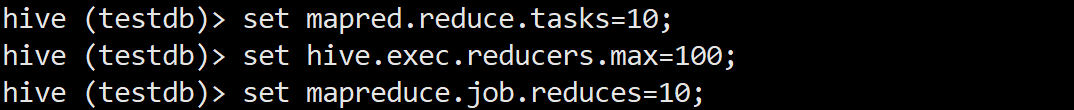 hive (testdb)> set mapred.reduce.tasks=10;
hive (testdb)> set hive.exec.reducers.max=100;
hive (testdb)> set mapreduce.job.reduces=10;